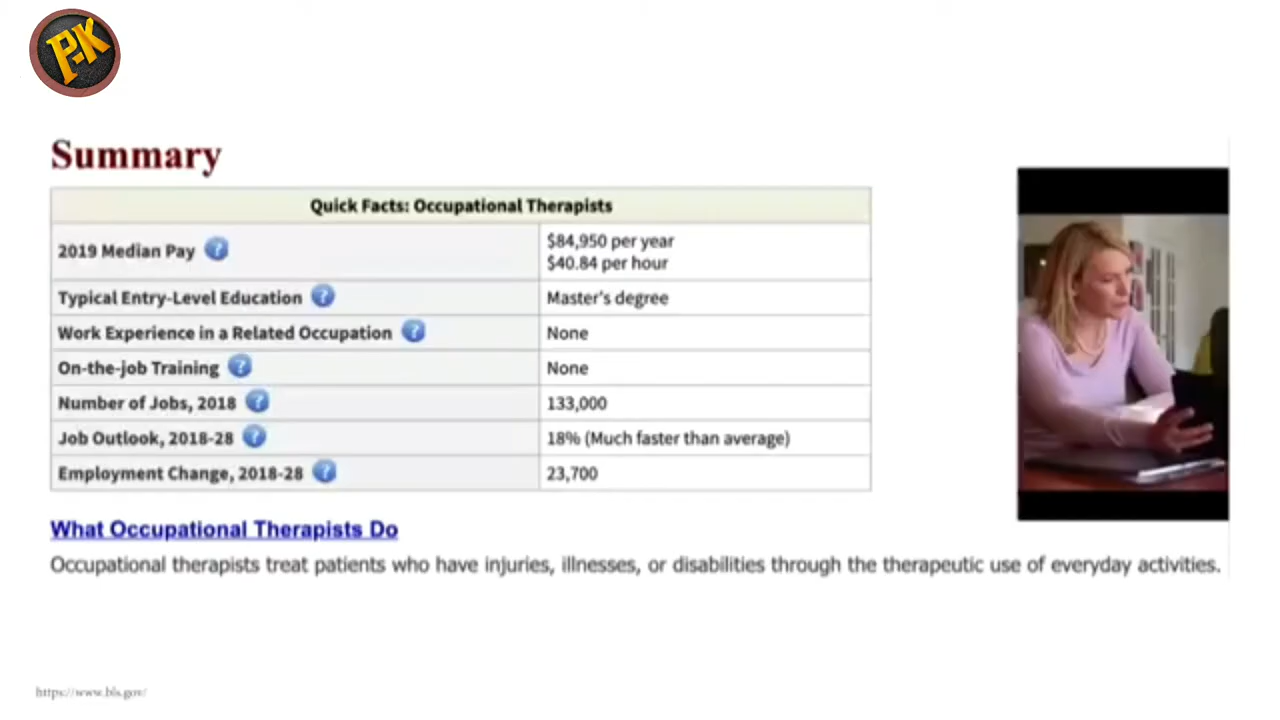 P-K
Summary
Quick Facts: Occupational Therapists
2019 Median Pay ?
$84,950 per year
$40.84 per hour
Typical Entry-Level Education ?
Master's degree
Work Experience in a Related Occupation ?
None
On-the-job Training ?
None
Number of Jobs, 2018 ?
133,000
Job Outlook, 2018-28 ?
18% (Much faster than average)
Employment Change, 2018-28 ?
23,700
What Occupational Therapists Do
Occupational therapists treat patients who have injuries, illnesses, or disabilities through the therapeutic use of everyday activities.
https://www.bls.gov/